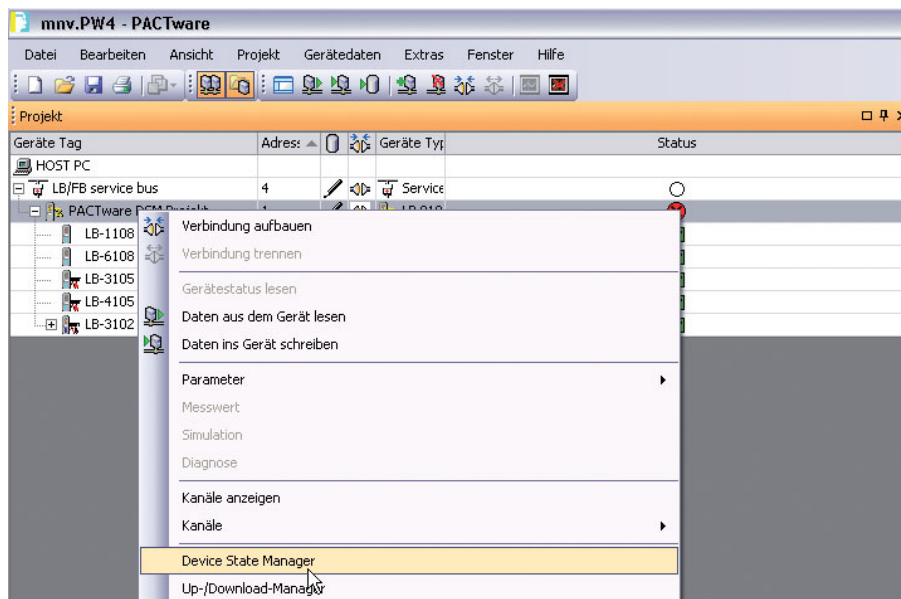 mnv.PW4 - PACTware
Datei Bearbeiten Ansicht Projekt Gerätedaten Extras Fenster Hilfe
Projekt
Geräte Tag Adress Geräte Typ Status
HOST PC
LB/FB service bus 4 Service
PACTware DSM Projekt
LB-1108
LB-6108
LB-3105
LB-4105
LB-3102
Verbindung aufbauen
Verbindung trennen
Gerätestatus lesen
Daten aus dem Gerät lesen
Daten ins Gerät schreiben
Parameter
Messwert
Simulation
Diagnose
Kanäle anzeigen
Kanäle
Device State Manager
Up-/Download-Manager